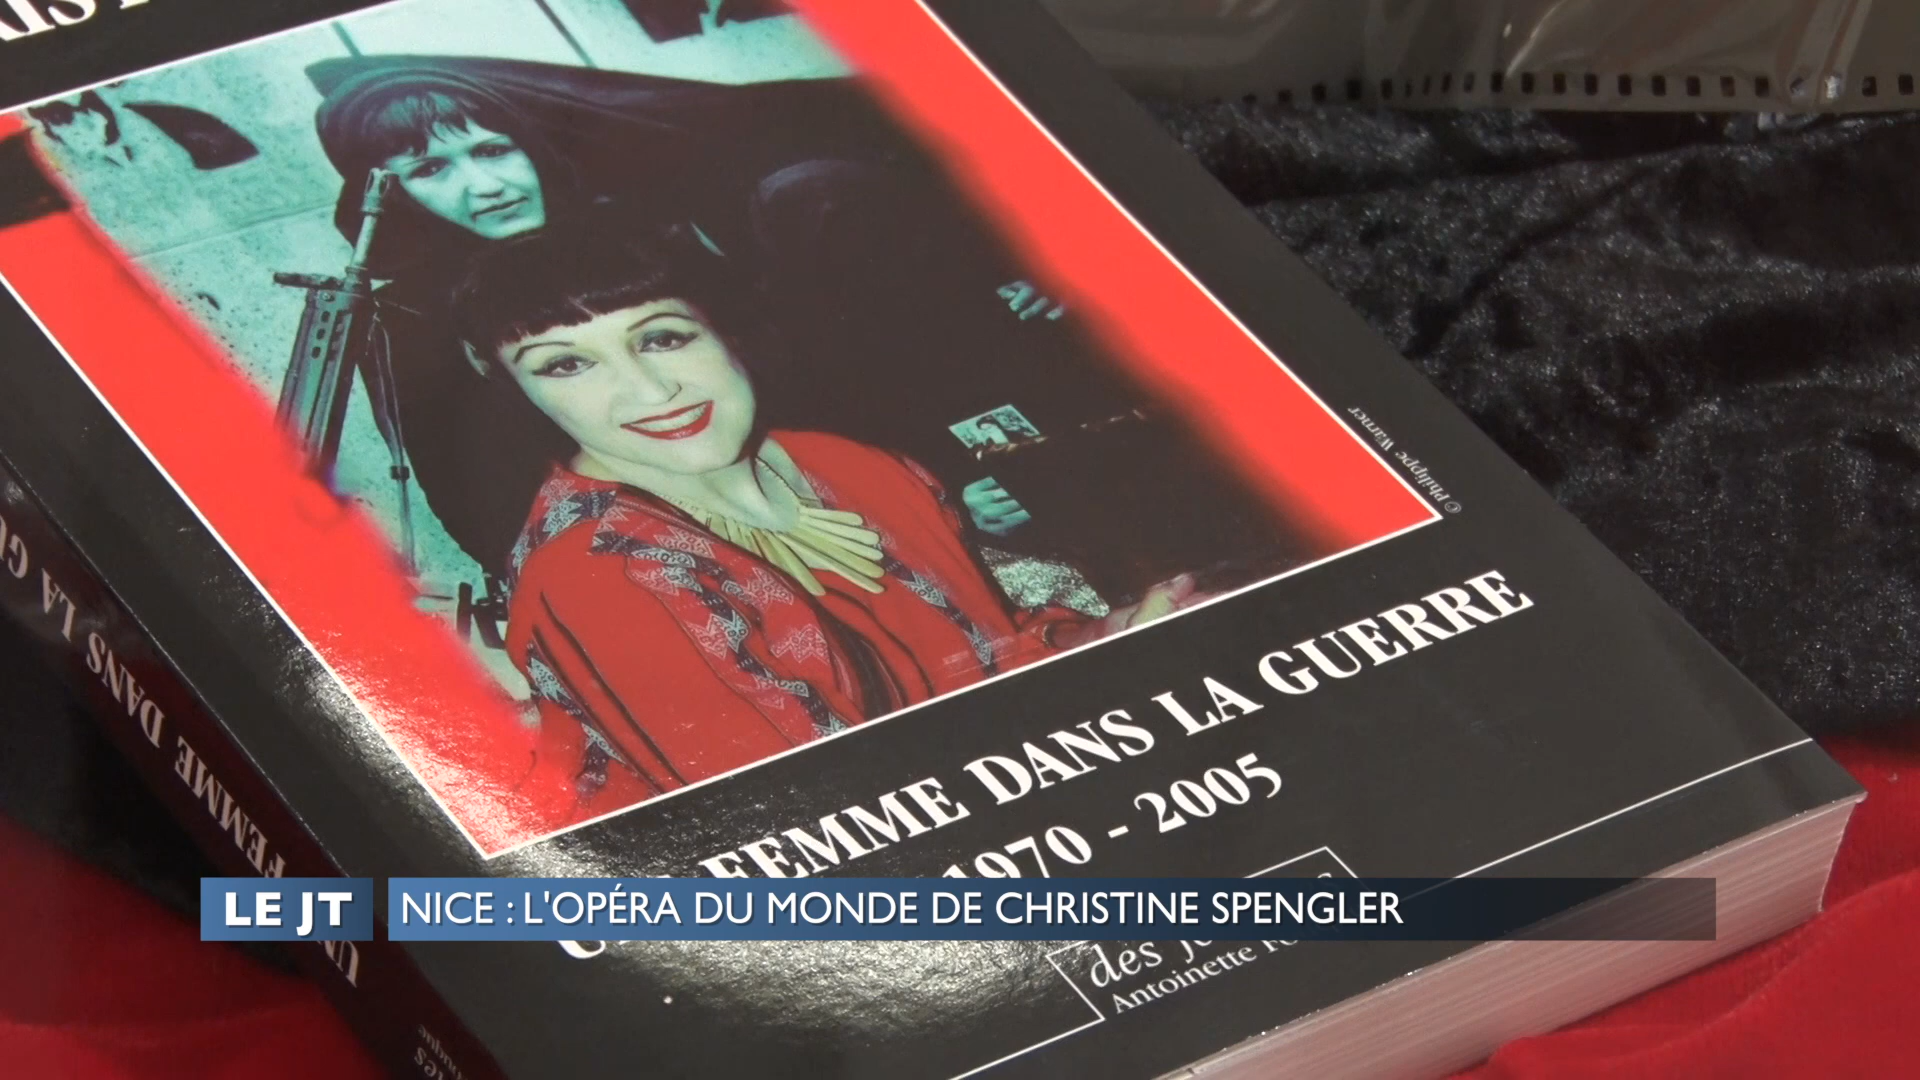 © Philippe Warner
FEMME DANS LA GUERRE
1970 - 2005
des
Antoinette
UNE FEMME DANS LA
LE JT
NICE : L'OPÉRA DU MONDE DE CHRISTINE SPENGLER